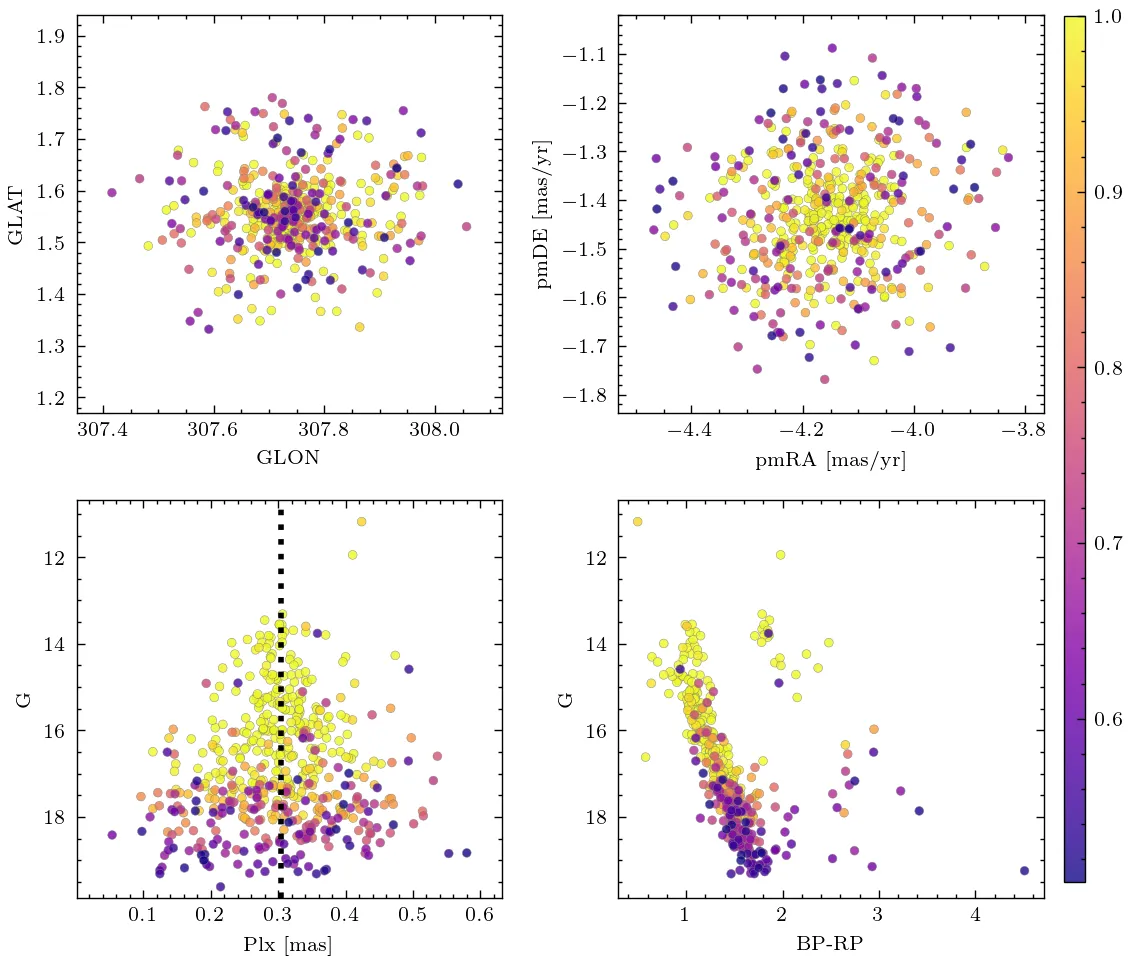 1.9
1.8
1.7
1.6
1.5
1.4
1.3
1.2
GLAT
307.4 307.6 307.8 308.0
GLON
−1.1
−1.2
−1.3
−1.4
−1.5
−1.6
−1.7
−1.8
pmDE [mas/yr]
−4.4 −4.2 −4.0 −3.8
pmRA [mas/yr]
1.0
0.9
0.8
0.7
0.6
12
14
16
18
G
0.1 0.2 0.3 0.4 0.5 0.6
Plx [mas]
12
14
16
18
G
1 2 3 4
BP-RP